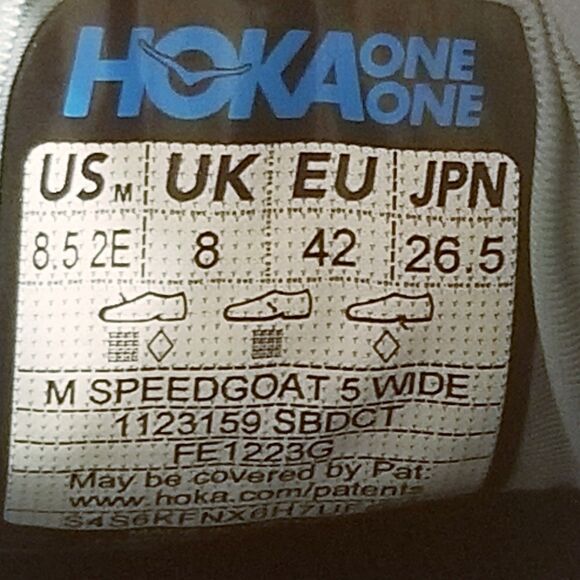 HOKA ONE ONE
US M UK EU JPN
8.5 2E 8 42 26.5
M SPEEDGOAT 5 WIDE
1123159 SBDCT
FE1223G
May be covered by Pat:
www.hoka.com/patents